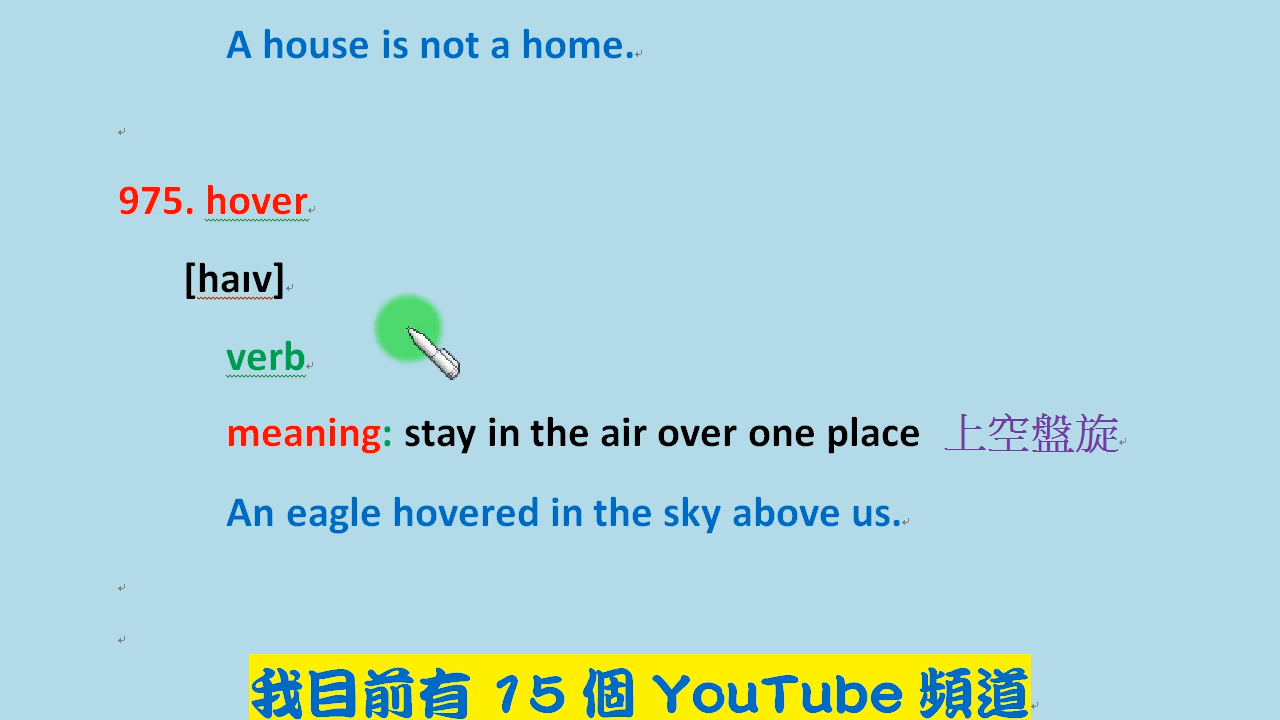 A house is not a home.
975. hover
[haɪv]
verb
meaning: stay in the air over one place 上空盤旋
An eagle hovered in the sky above us.
我目前有 15 個 YouTube 頻道